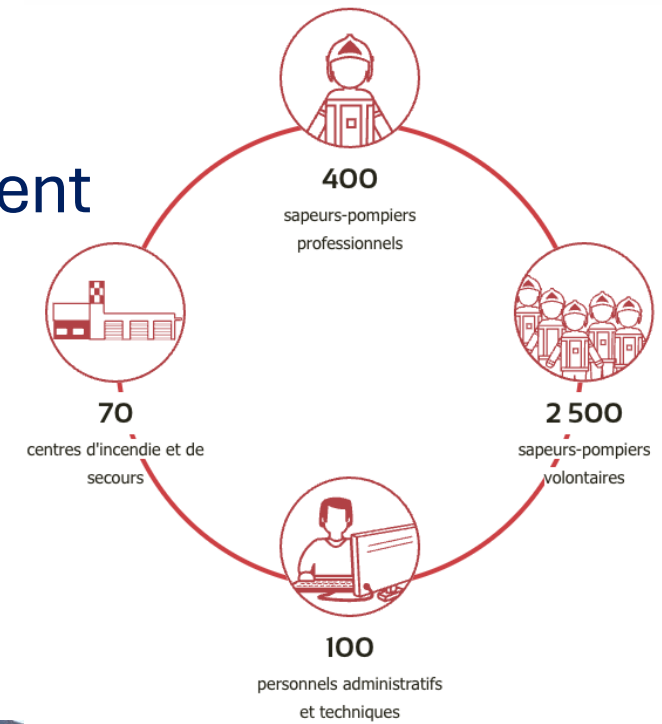 ent
400
sapeurs-pompiers
professionnels
70
centres d'incendie et de
secours
2 500
sapeurs-pompiers
volontaires
100
personnels administratifs
et techniques